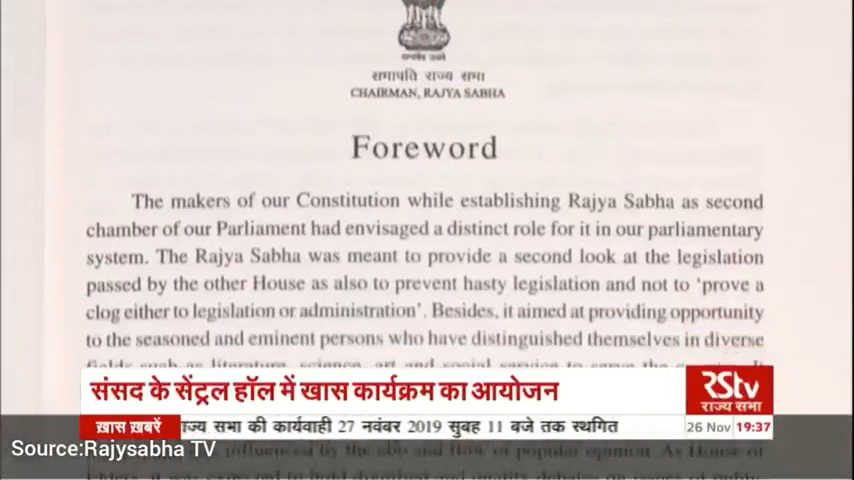 सभापति राज्य सभा
CHAIRMAN, RAJYA SABHA
Foreword
The makers of our Constitution while establishing Rajya Sabha as second
chamber of our Parliament had envisaged a distinct role for it in our parliamentary
system. The Rajya Sabha was meant to provide a second look at the legislation
passed by the other House as also to prevent hasty legislation and not to ‘prove a
clog either to legislation or administration’. Besides, it aimed at providing opportunity
to the seasoned and eminent persons who have distinguished themselves in diverse
संसद के सेंट्रल हॉल में खास कार्यक्रम का आयोजन
RStv
राज्य सभा
ख़ास ख़बरें
सभा की कार्यवाही 27 नवंबर 2019 सुबह 11 बजे तक स्थगित
26 Nov 19:37
Source:Rajysabha TV